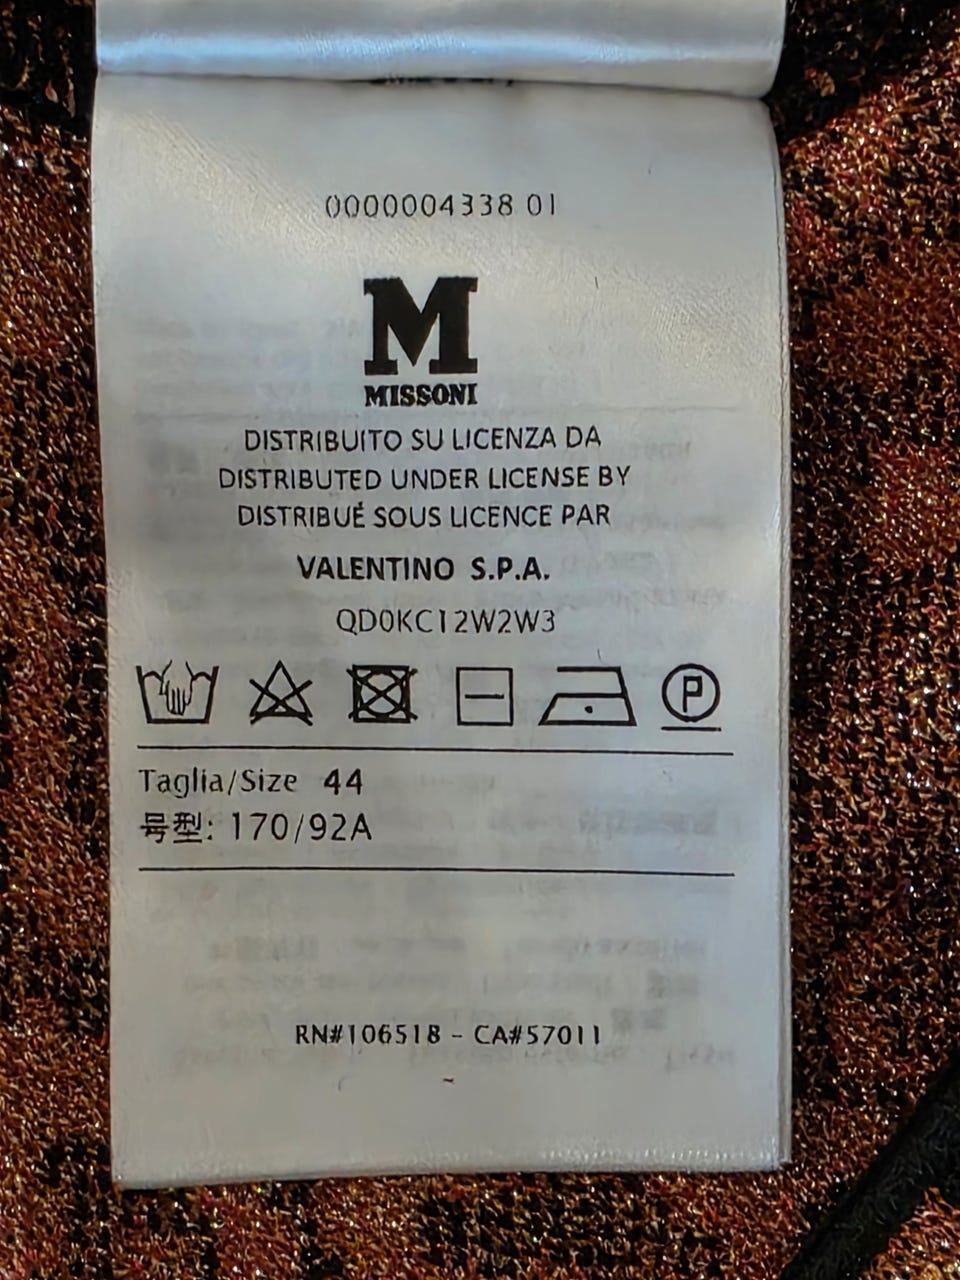 0000004338 01
M
MISSONI
DISTRIBUITO SU LICENZA DA
DISTRIBUTED UNDER LICENSE BY
DISTRIBUÉ SOUS LICENCE PAR
VALENTINO S.P.A.
QD0KC12W2W3
P
Taglia/Size 44
号型: 170/92A
RN#106518 - CA#57011